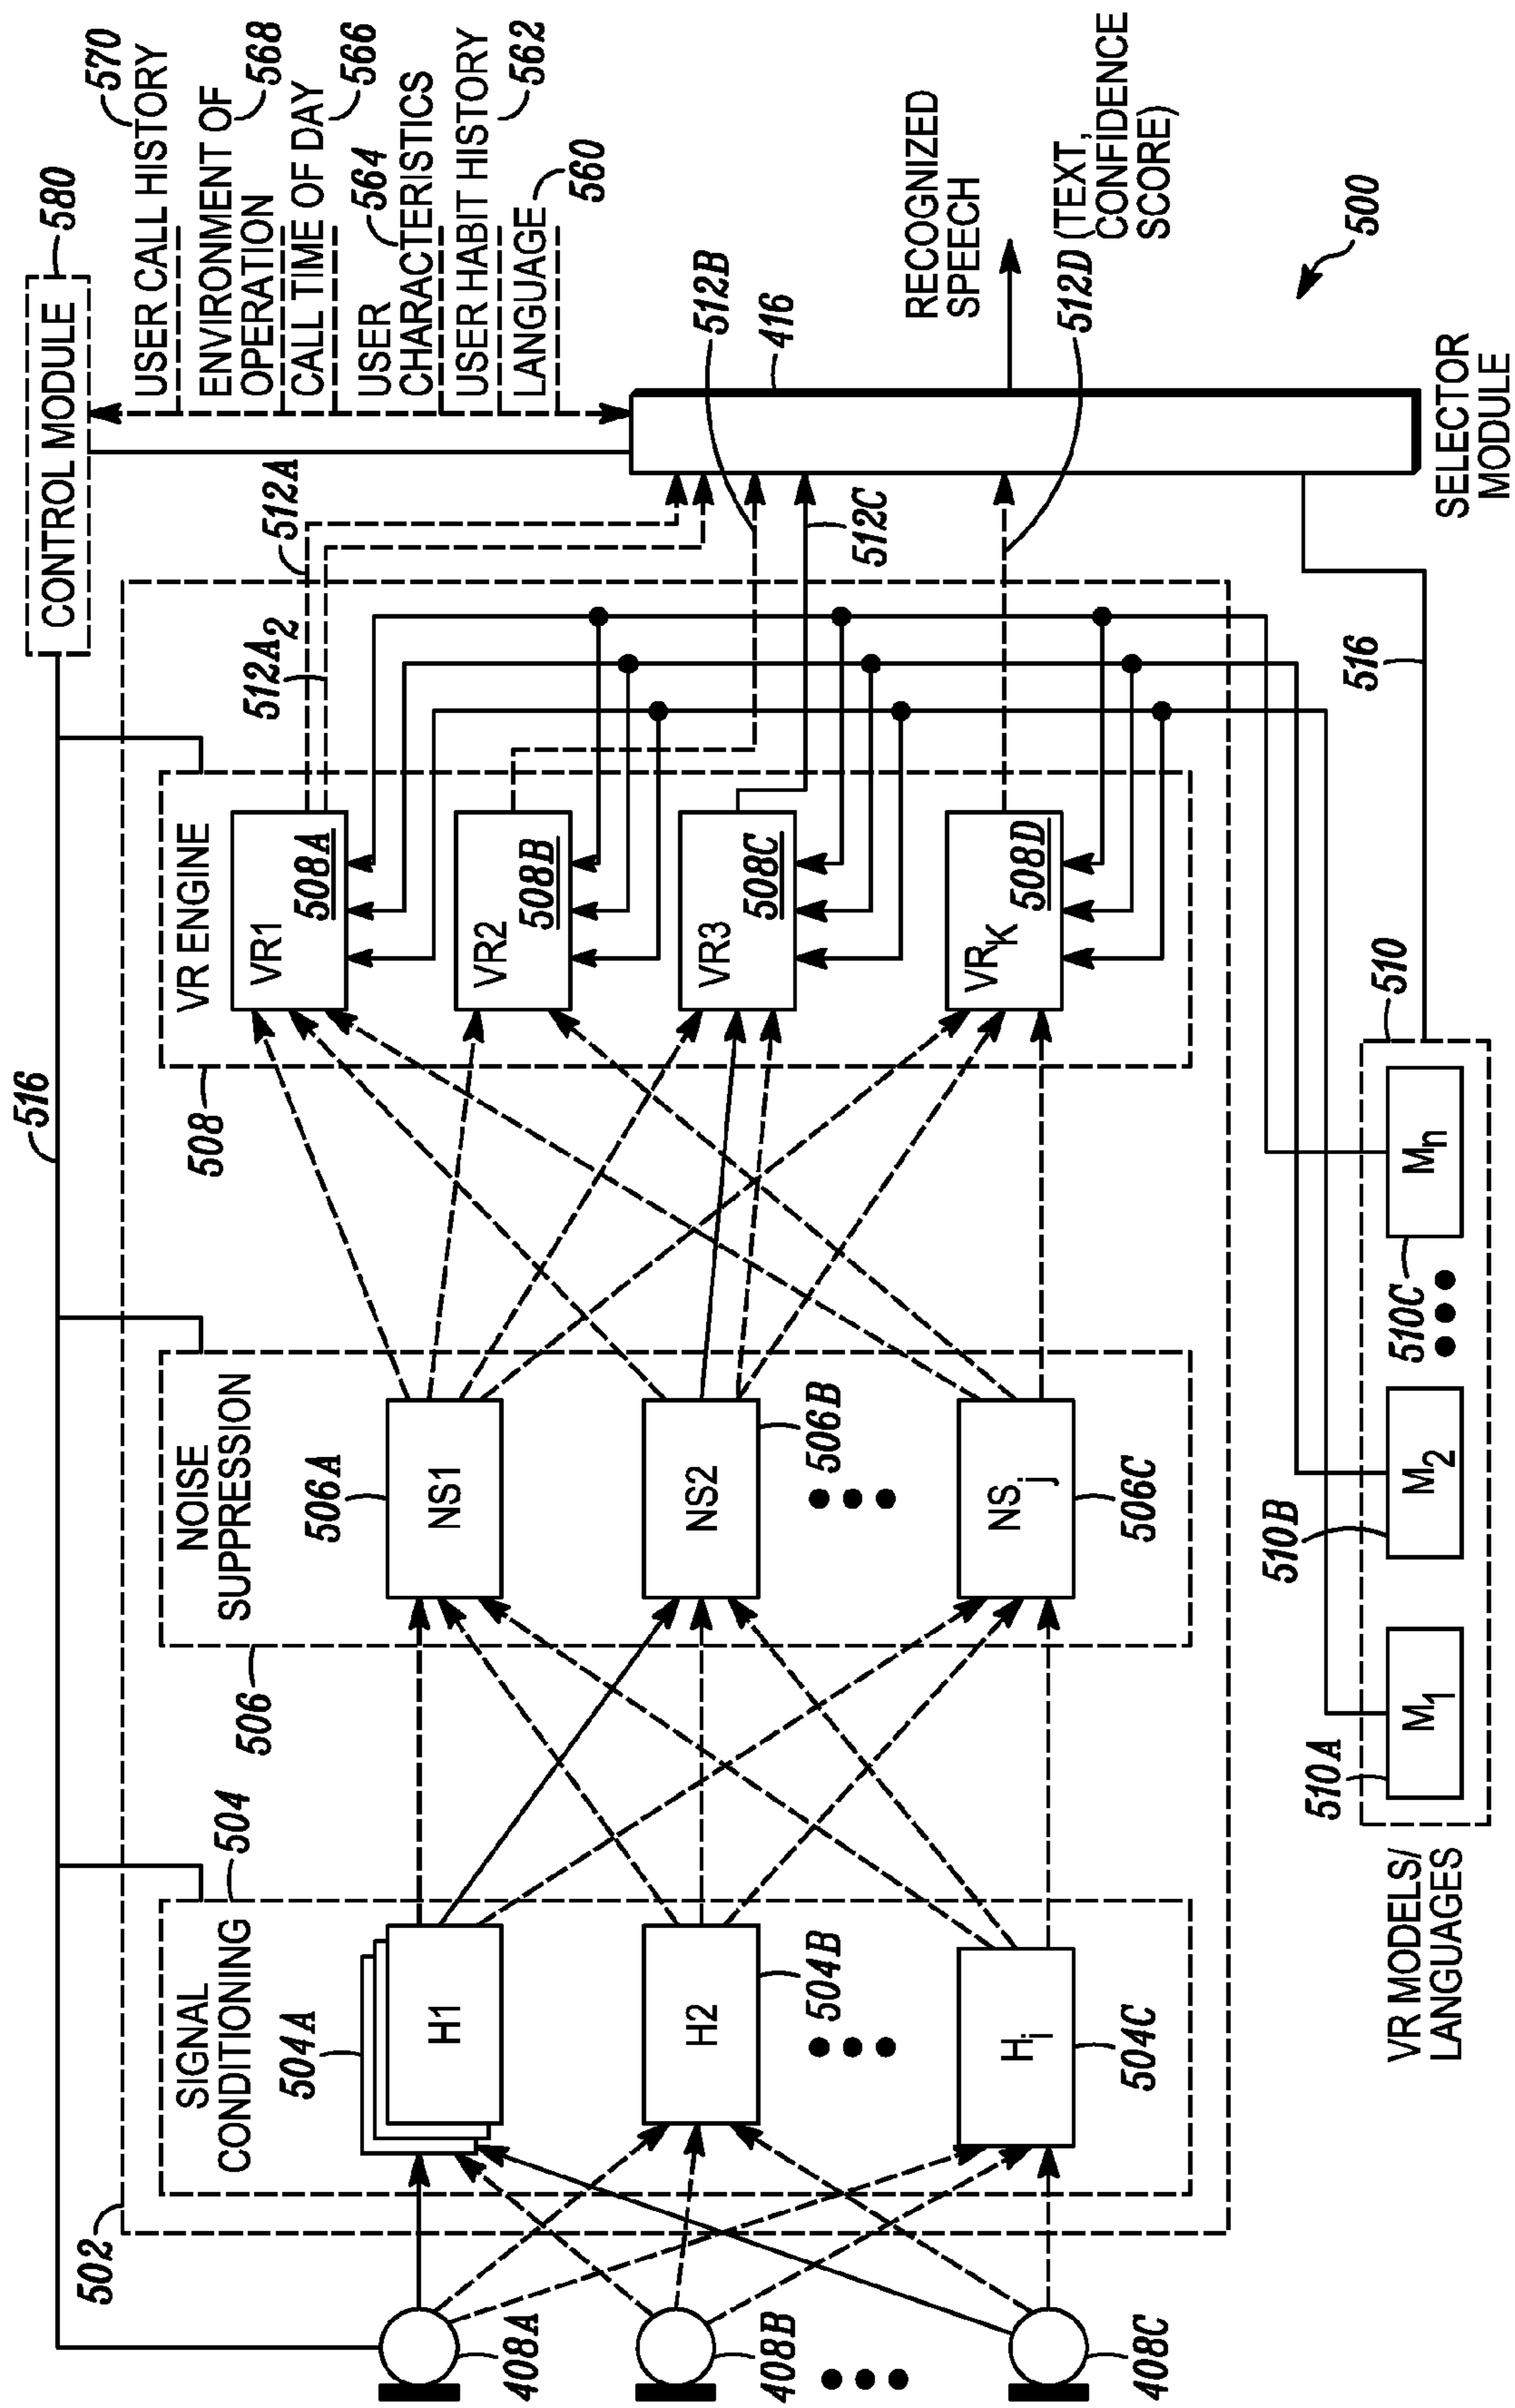 516
580
CONTROL MODULE
570
USER CALL HISTORY
ENVIRONMENT OF
OPERATION
568
CALL TIME OF DAY
566
564
USER
CHARACTERISTICS
USER HABIT HISTORY
562
LANGUAGE
560
502
SIGNAL
CONDITIONING
504
504A
H1
H2
504B
Hi
504C
408A
408B
408C
NOISE
SUPPRESSION
506
506A
NS1
NS2
506B
NSj
506C
VR ENGINE
508
VR1
508A
VR2
508B
VR3
508C
VRK
508D
512A2
512A
512B
512C
416
RECOGNIZED
SPEECH
512D (TEXT,
CONFIDENCE
SCORE)
500
SELECTOR
MODULE
516
VR MODELS/
LANGUAGES
510A
M1
510B
M2
510C
Mn
510